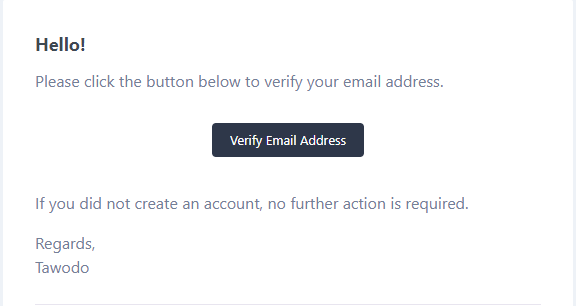 Hello!
Please click the button below to verify your email address.
Verify Email Address
If you did not create an account, no further action is required.
Regards,
Tawodo